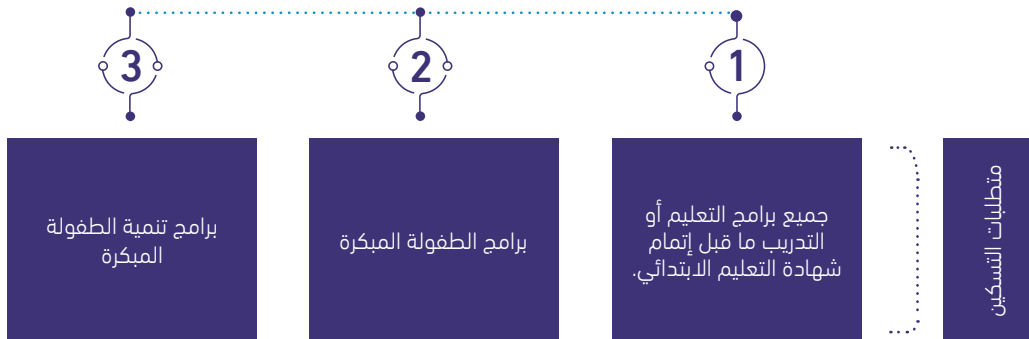 متطلبات التسكين
1
جميع برامج التعليم أو
التدريب ما قبل إتمام
شهادة التعليم الابتدائي.
2
برامج الطفولة المبكرة
3
برامج تنمية الطفولة
المبكرة